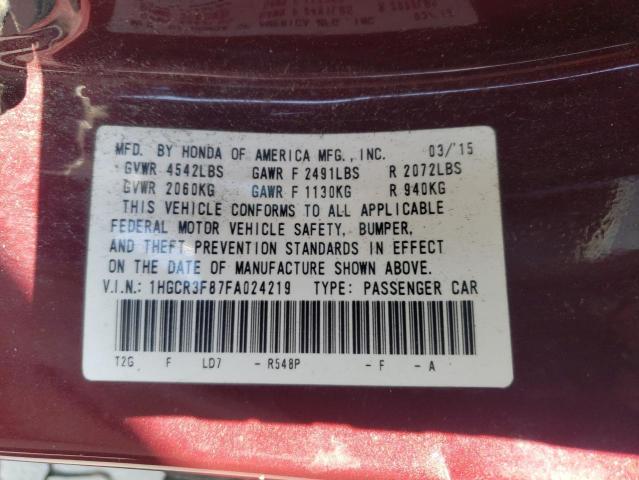 MFD. BY HONDA OF AMERICA MFG., INC. 03/'15
GVWR 4542LBS GAWR F 2491LBS R 2072LBS
GVWR 2060KG GAWR F 1130KG R 940KG
THIS VEHICLE CONFORMS TO ALL APPLICABLE
FEDERAL MOTOR VEHICLE SAFETY, BUMPER,
AND THEFT PREVENTION STANDARDS IN EFFECT
ON THE DATE OF MANUFACTURE SHOWN ABOVE.
V.I.N.: 1HGCR3F87FA024219 TYPE: PASSENGER CAR
T2G F LD7 - R548P - F - A